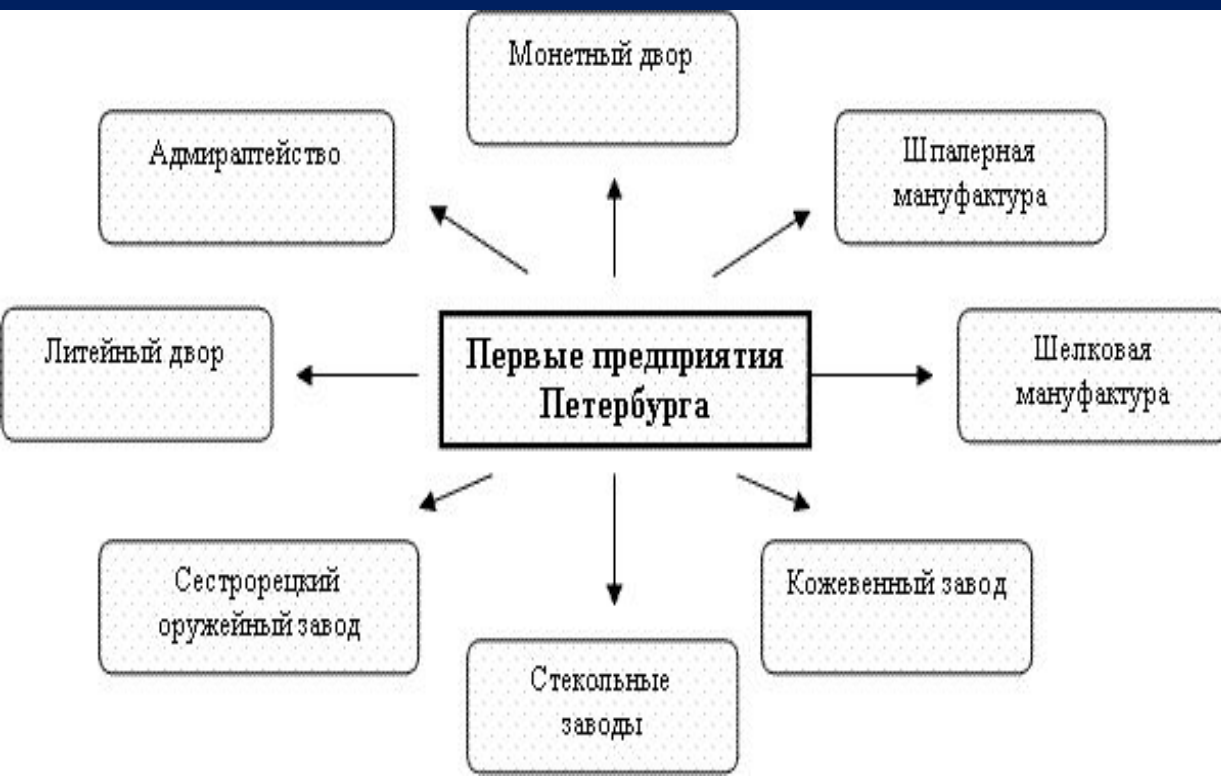 Монетный двор
Адмиралтейство
Шпалерная
мануфактура
Литейный двор
Первые предприятия
Петербурга
Шелковая
мануфактура
Сестрорецкий
оружейный завод
Кожевенный завод
Стекольные
заводы